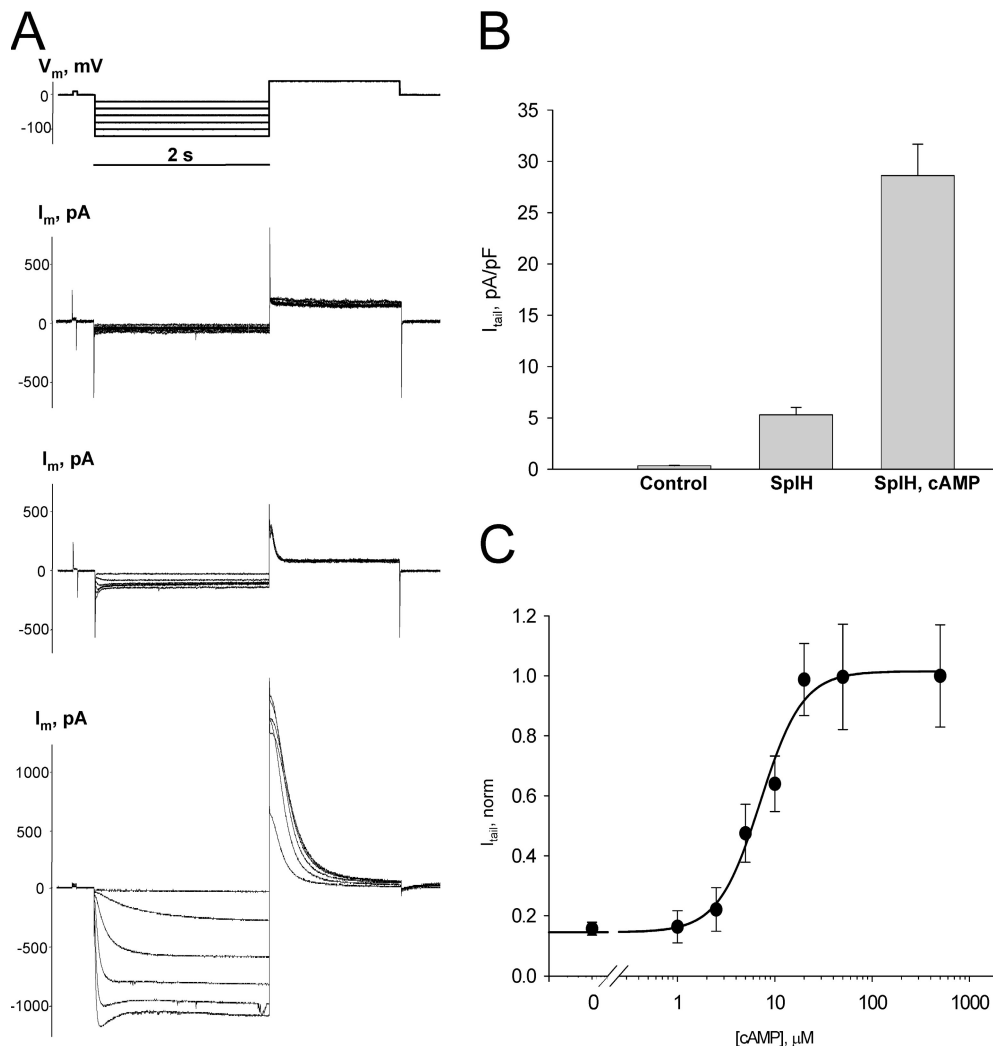 A
V_m, mV
0
-100
2 s
I_m, pA
500
0
-500
I_m, pA
500
0
-500
I_m, pA
1000
500
0
-500
-1000
B
I_tail, pA/pF
35
30
25
20
15
10
5
0
Control SpIH SpIH, cAMP
C
I_tail, norm
1.2
1.0
0.8
0.6
0.4
0.2
0.0
0 1 10 100 1000
[cAMP], μM